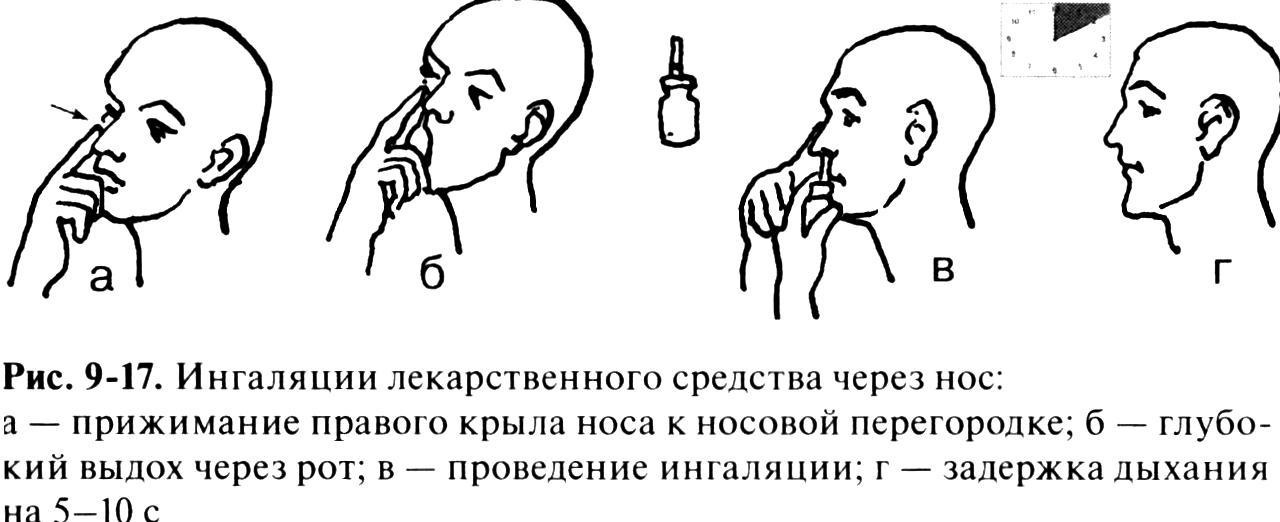 а
б
в
г
Рис. 9-17. Ингаляции лекарственного средства через нос:
а — прижимание правого крыла носа к носовой перегородке; б — глубо-
кий выдох через рот; в — проведение ингаляции; г — задержка дыхания
на 5—10 с